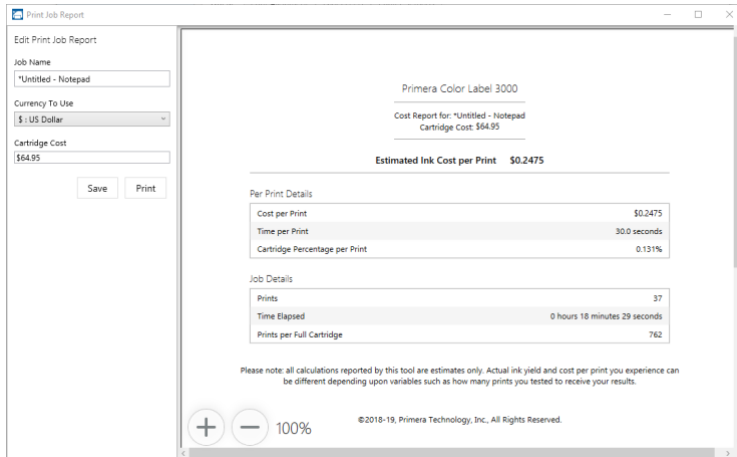 Print Job Report
Edit Print Job Report
Job Name
*Untitled - Notepad
Currency To Use
$ : US Dollar
Cartridge Cost
$64.95
Save Print
Primera Color Label 3000
Cost Report for: *Untitled - Notepad
Cartridge Cost: $64.95
Estimated Ink Cost per Print $0.2475
Per Print Details
Cost per Print $0.2475
Time per Print 30.0 seconds
Cartridge Percentage per Print 0.131%
Job Details
Prints 37
Time Elapsed 0 hours 18 minutes 29 seconds
Prints per Full Cartridge 762
Please note: all calculations reported by this tool are estimates only. Actual ink yield and cost per print you experience can
be different depending upon variables such as how many prints you tested to receive your results.
©2018-19, Primera Technology, Inc., All Rights Reserved.
100%